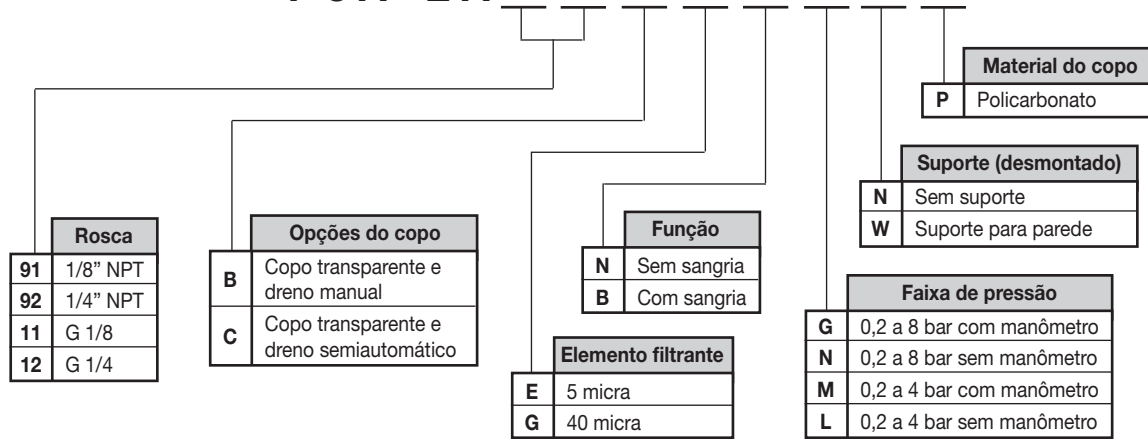 Material do copo
P Policarbonato
Suporte (desmontado)
N Sem suporte
W Suporte para parede
Rosca
91 1/8” NPT
92 1/4” NPT
11 G 1/8
12 G 1/4
Opções do copo
B Copo transparente e
dreno manual
C Copo transparente e
dreno semiautomático
Função
N Sem sangria
B Com sangria
Elemento filtrante
E 5 micra
G 40 micra
Faixa de pressão
G 0,2 a 8 bar com manômetro
N 0,2 a 8 bar sem manômetro
M 0,2 a 4 bar com manômetro
L 0,2 a 4 bar sem manômetro